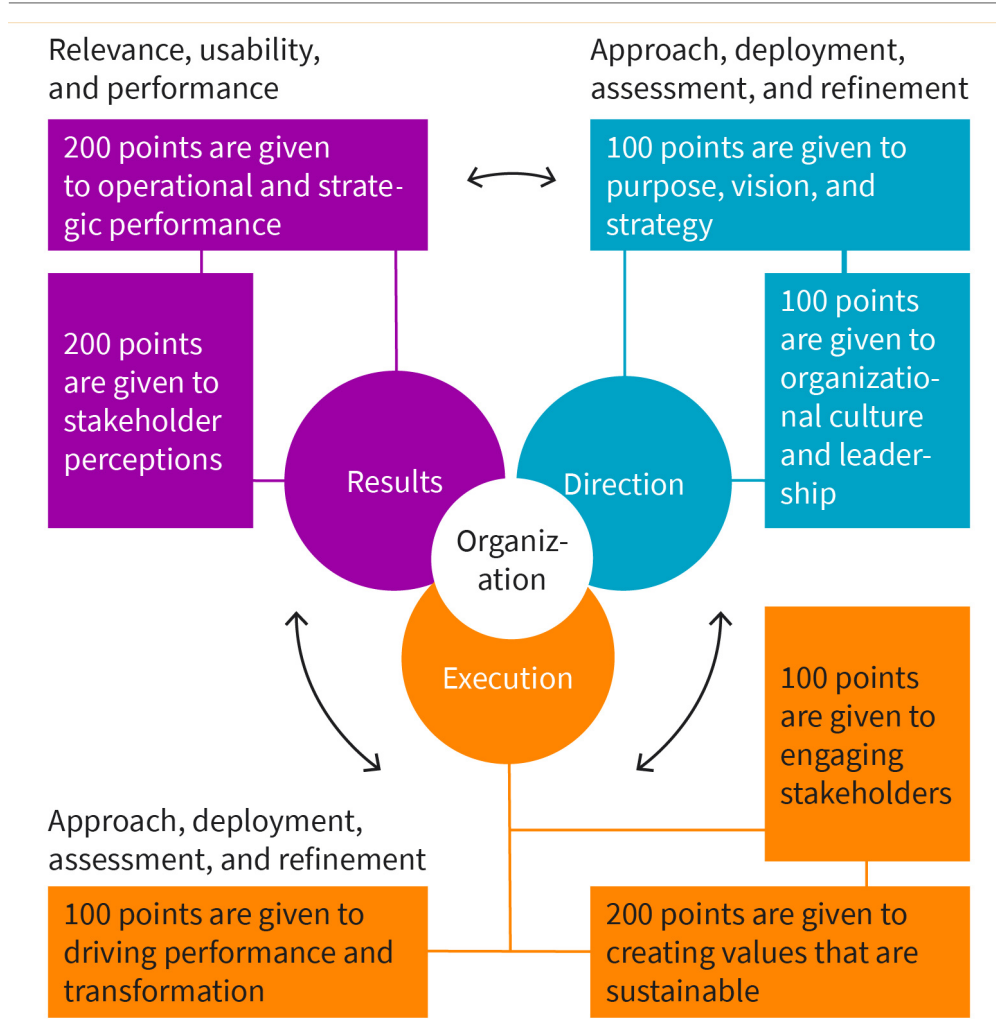 Relevance, usability,
and performance
200 points are given
to operational and strate-
gic performance
200 points
are given to
stakeholder
perceptions
Approach, deployment,
assessment, and refinement
100 points are given to
purpose, vision, and
strategy
100 points
are given to
organizatio-
nal culture
and leader-
ship
Results
Direction
Organiz-
ation
Execution
100 points
are given to
engaging
stakeholders
Approach, deployment,
assessment, and refinement
100 points are given to
driving performance and
transformation
200 points are given to
creating values that are
sustainable